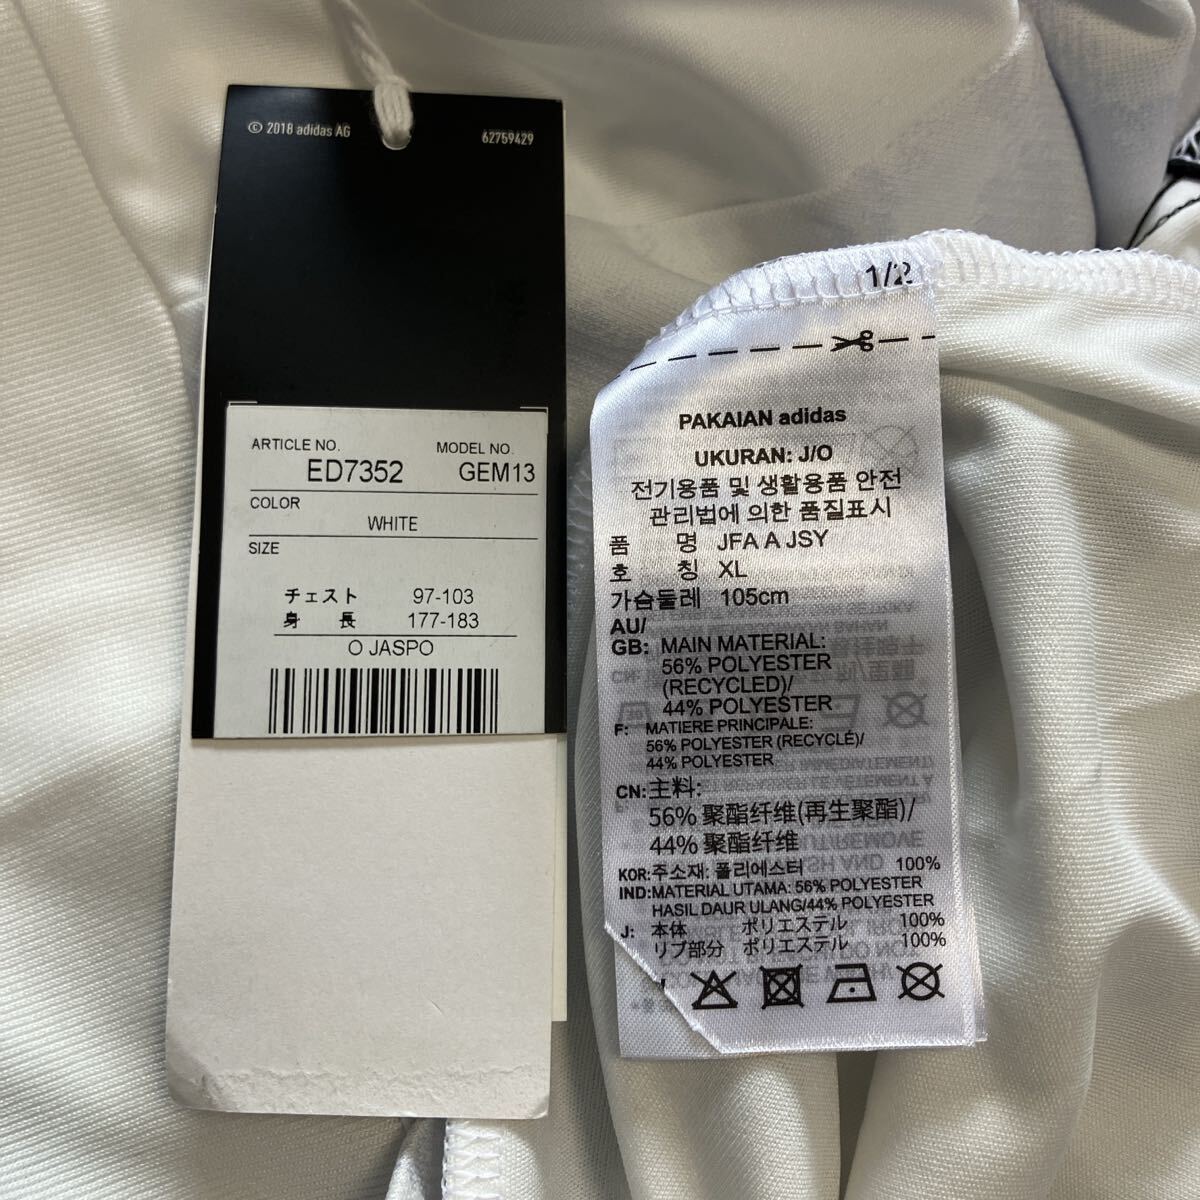 © 2018 adidas AG
62759429
ARTICLE NO.
MODEL NO.
ED7352
GEM13
COLOR
WHITE
SIZE
チェスト 97-103
身 長 177-183
O JASPO
1/2
PAKAIAN adidas
UKURAN: J/O
전기용품 및 생활용품 안전
관리법에 의한 품질표시
품 명 JFA A JSY
호 칭 XL
가슴둘레 105cm
AU/
GB: MAIN MATERIAL:
56% POLYESTER
(RECYCLED)/
44% POLYESTER
F: MATIERE PRINCIPALE:
56% POLYESTER (RECYCLÉ)/
44% POLYESTER
CN: 主料:
56% 聚酯纤维(再生聚酯)/
44% 聚酯纤维
KOR: 주소재: 폴리에스터 100%
IND: MATERIAL UTAMA: 56% POLYESTER
HASIL DAUR ULANG/44% POLYESTER
J: 本体 ポリエステル 100%
リブ部分 ポリエステル 100%